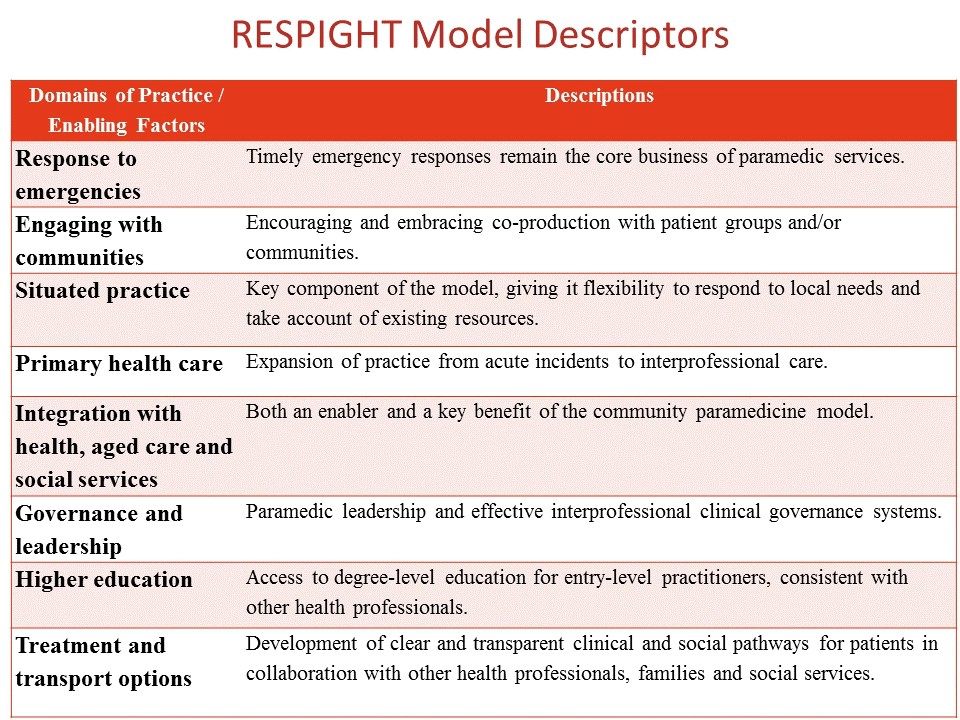 RESPIGHT Model Descriptors
Domains of Practice /
Enabling Factors
Descriptions
Response to
emergencies
Timely emergency responses remain the core business of paramedic services.
Engaging with
communities
Encouraging and embracing co-production with patient groups and/or
communities.
Situated practice
Key component of the model, giving it flexibility to respond to local needs and
take account of existing resources.
Primary health care
Expansion of practice from acute incidents to interprofessional care.
Integration with
health, aged care and
social services
Both an enabler and a key benefit of the community paramedicine model.
Governance and
leadership
Paramedic leadership and effective interprofessional clinical governance systems.
Higher education
Access to degree-level education for entry-level practitioners, consistent with
other health professionals.
Treatment and
transport options
Development of clear and transparent clinical and social pathways for patients in
collaboration with other health professionals, families and social services.